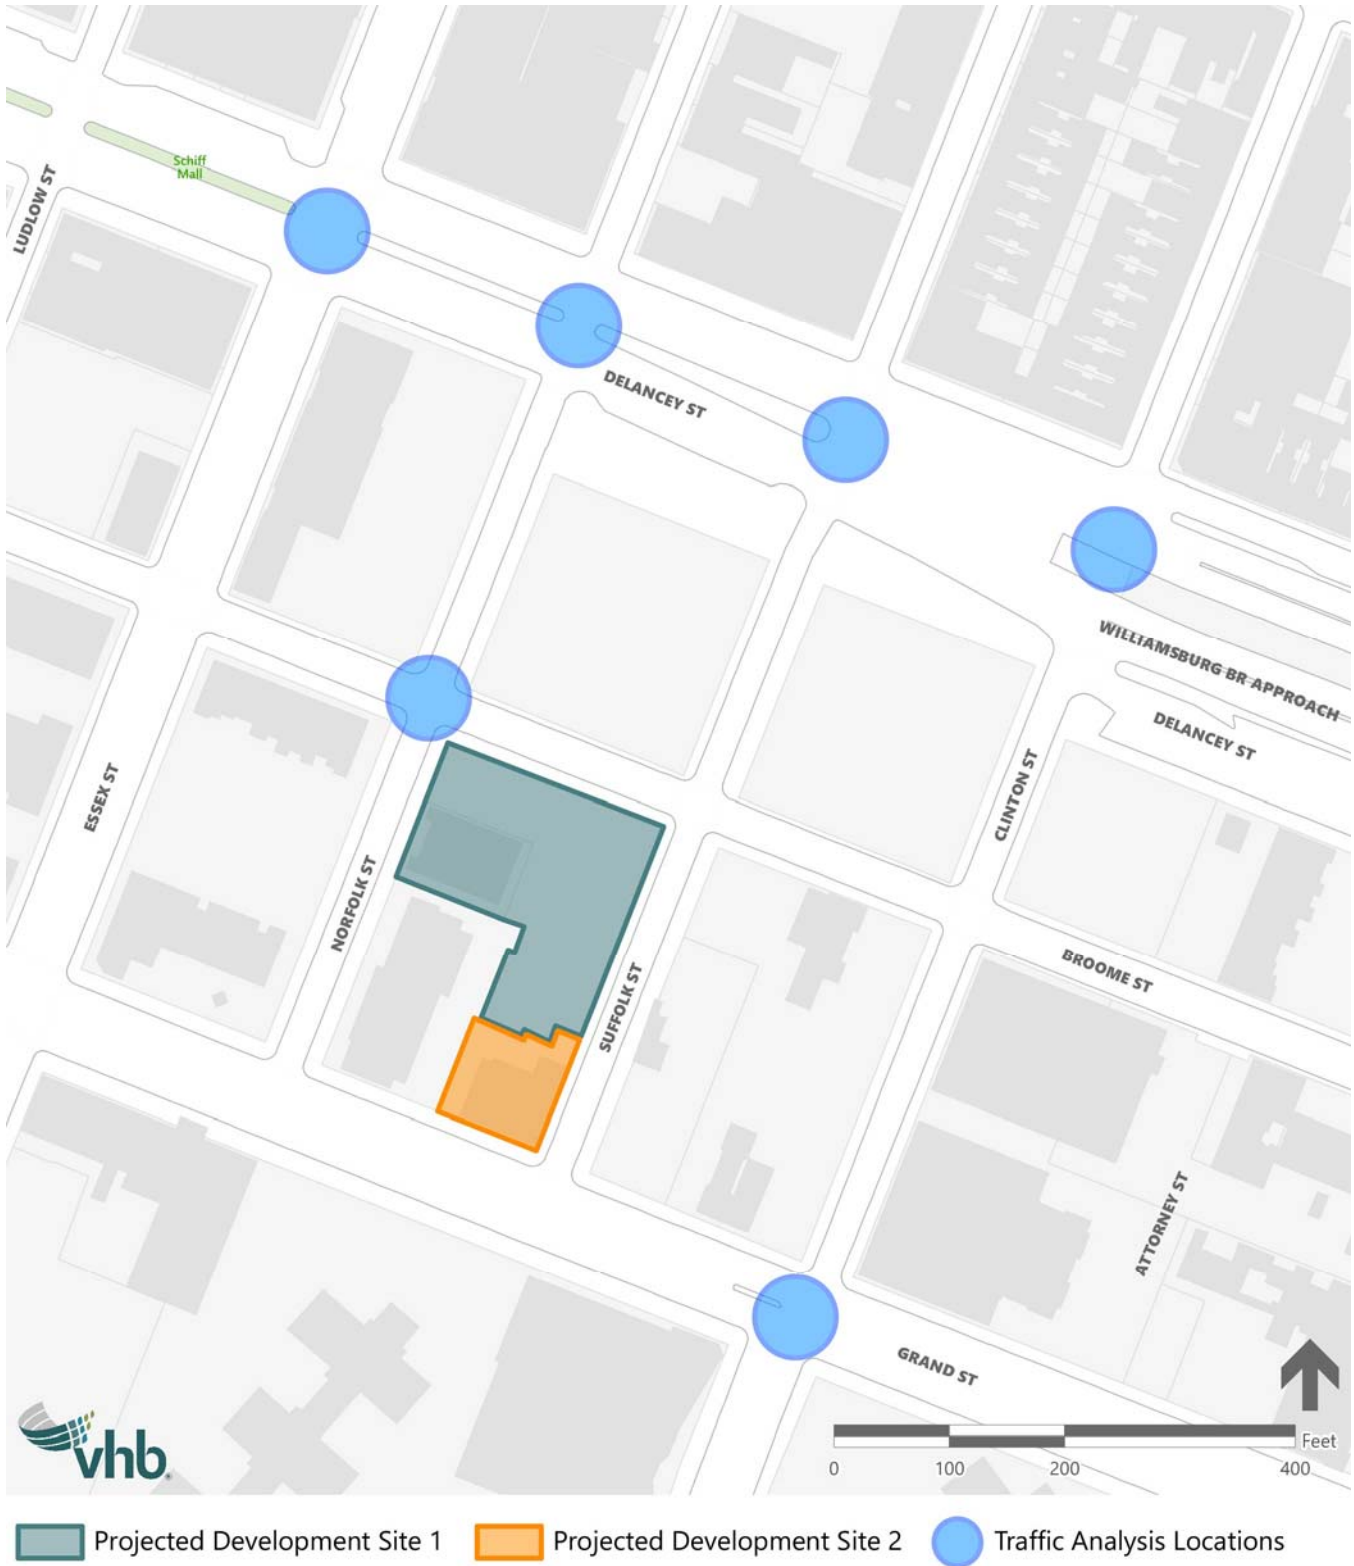 Schiff
Mall
LUDLOW ST
DELANCEY ST
WILLIAMSBURG BR APPROACH
DELANCEY ST
ESSEX ST
CLINTON ST
NORFOLK ST
BROOME ST
SUFFOLK ST
ATTORNEY ST
GRAND ST
vhb
Feet
0 100 200 400
Projected Development Site 1 Projected Development Site 2 Traffic Analysis Locations